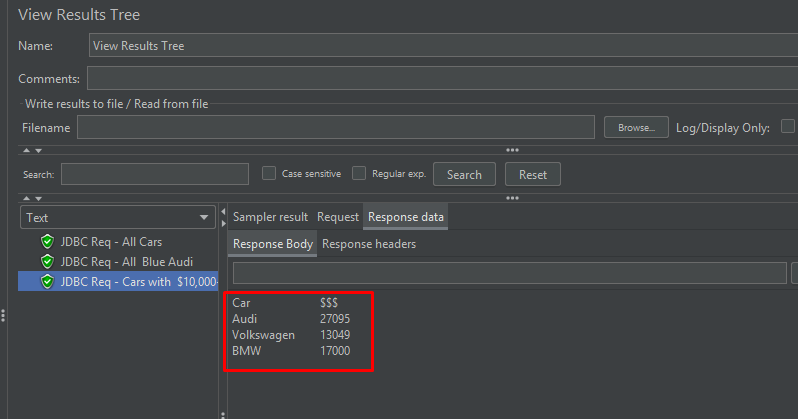 View Results Tree
Name: View Results Tree
Comments:
Write results to file / Read from file
Filename Browse... Log/Display Only:
Search: Case sensitive Regular exp. Search Reset
Text
Sampler result Request Response data
JDBC Req - All Cars
Response Body Response headers
JDBC Req - All Blue Audi
JDBC Req - Cars with $10,000-
Car $$$
Audi 27095
Volkswagen 13049
BMW 17000